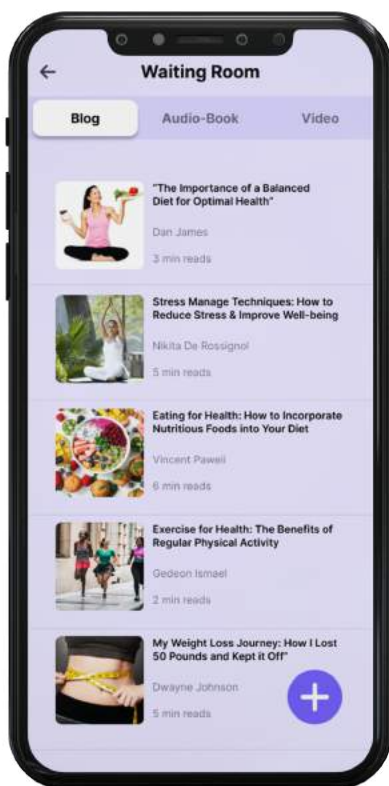 Waiting Room
Blog
Audio-Book
Video
"The Importance of a Balanced
Diet for Optimal Health"
Dan James
3 min reads
Stress Manage Techniques: How to
Reduce Stress & Improve Well-being
Nikita De Rossignol
5 min reads
Eating for Health: How to Incorporate
Nutritious Foods into Your Diet
Vincent Paweli
6 min reads
Exercise for Health: The Benefits of
Regular Physical Activity
Gedeon Ismael
2 min reads
My Weight Loss Journey: How I Lost
50 Pounds and Kept it Off"
Dwayne Johnson
5 min reads